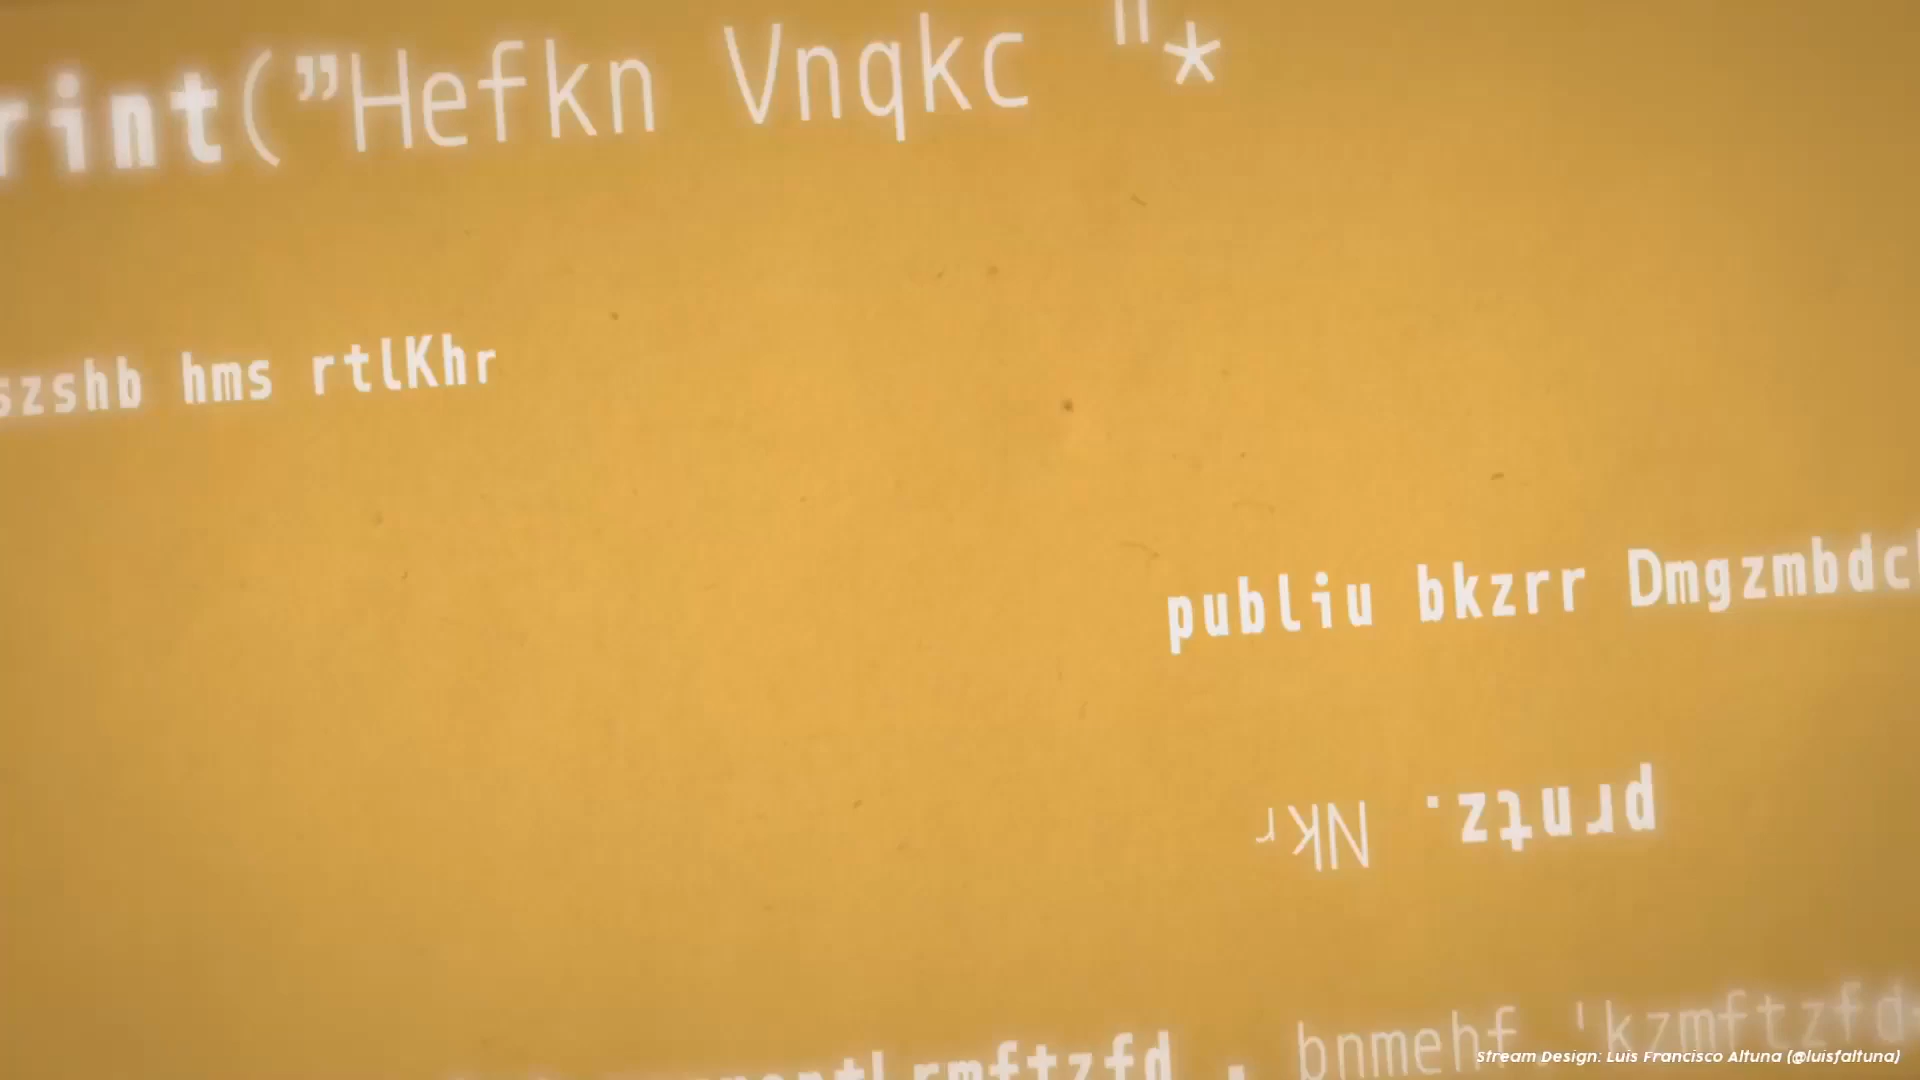 rint("Hefkn Vnqkc "*
szshb hms rtlKhr
publiu bkzrr Dmgzmbdc
prntz. NKr
bnmehf.'kzmftzfd
Stream Design: Luis Francisco Altuna (@luisfaltuna)